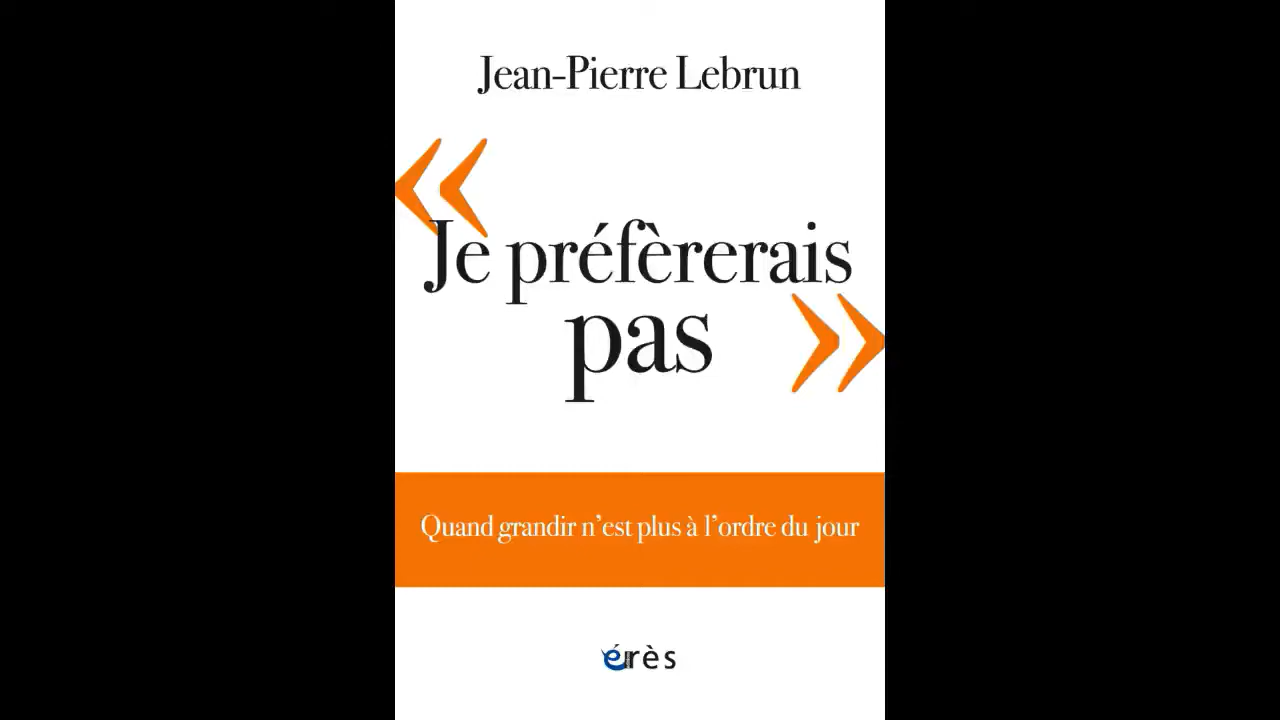 Jean-Pierre Lebrun
«Je préfèrerais
pas»
Quand grandir n’est plus à l’ordre du jour
érès